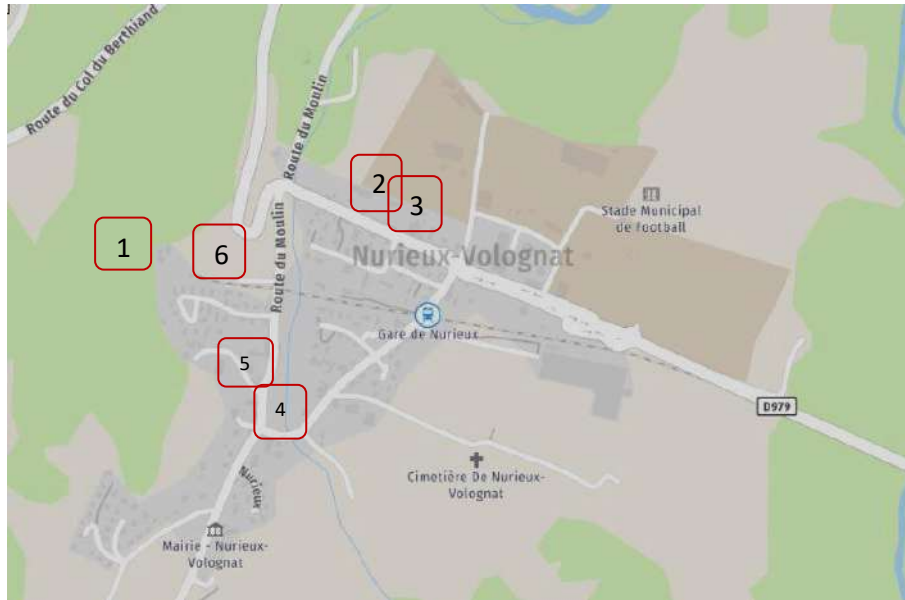 Route du Col du Berthiand
Route du Moulin
2
3
Stade Municipal
de Football
1
6
Route du Moulin
Nurieux-Volognat
Gare de Nurieux
5
4
D979
Cimetière De Nurieux-
Volognat
Nurieux
Mairie - Nurieux-
Volognat